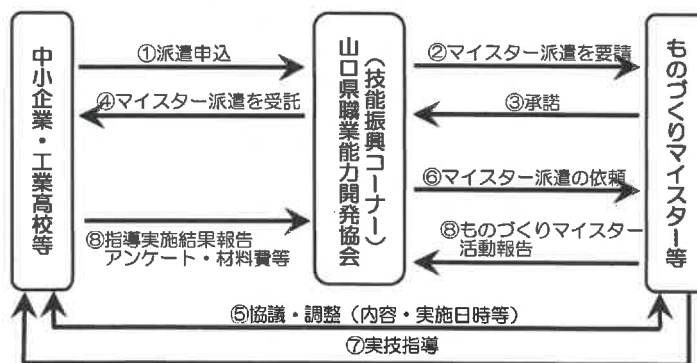 中小企業・工業高校等
①派遣申込
④マイスター派遣を受託
⑧指導実施結果報告
アンケート・材料費等
(技能振興コーナー)
山口県職業能力開発協会
②マイスター派遣を要請
③承諾
⑥マイスター派遣の依頼
⑧ものづくりマイスター
活動報告
ものづくりマイスター等
⑤協議・調整(内容・実施日時等)
⑦実技指導